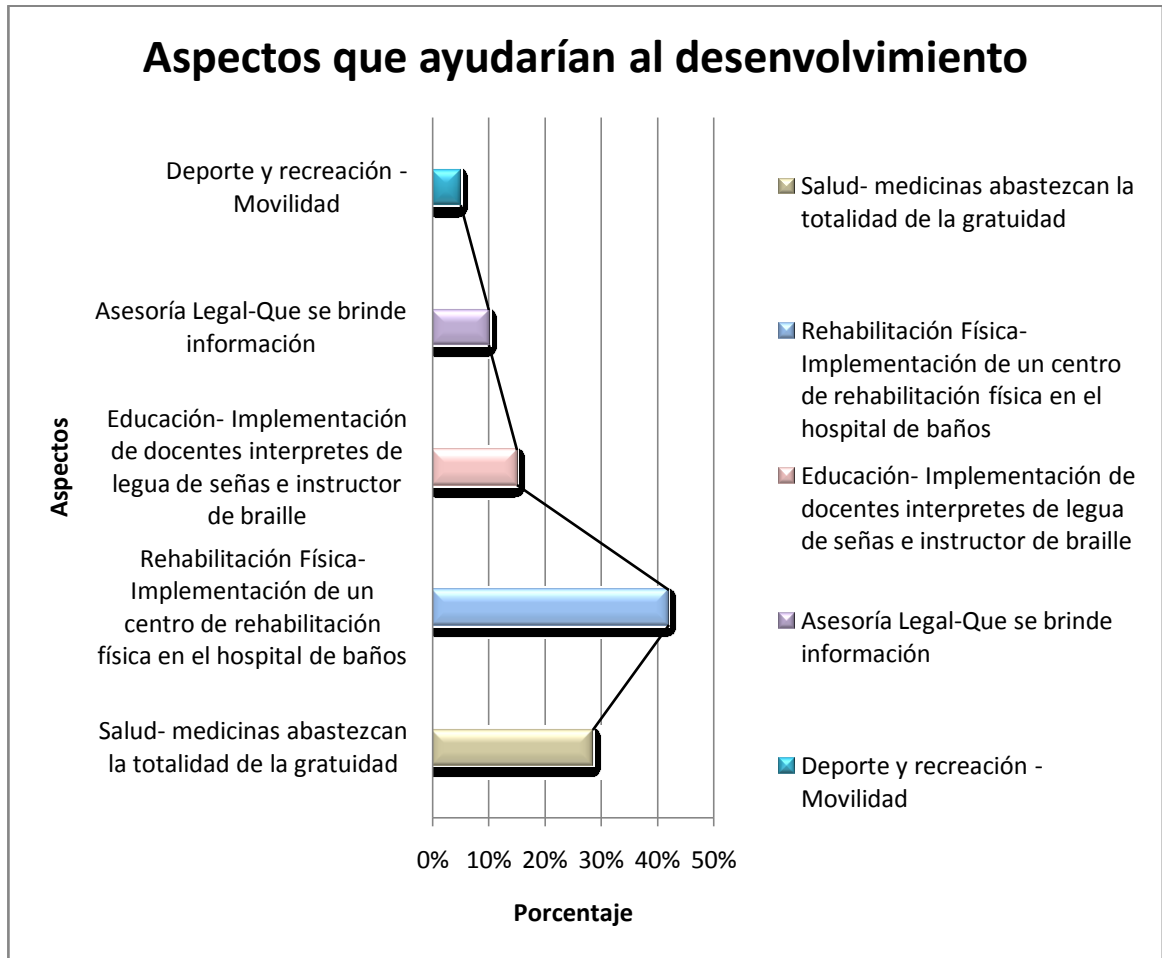 Aspectos que ayudarían al desenvolvimiento
Deporte y recreación -
Movilidad
Asesoría Legal-Que se brinde
información
Educación- Implementación
de docentes interpretes de
legua de señas e instructor
de braille
Rehabilitación Física-
Implementación de un
centro de rehabilitación
física en el hospital de baños
Salud- medicinas abastezcan
la totalidad de la gratuidad
Aspectos
0% 10% 20% 30% 40% 50%
Porcentaje
Salud- medicinas abastezcan la
totalidad de la gratuidad
Rehabilitación Física-
Implementación de un centro
de rehabilitación física en el
hospital de baños
Educación- Implementación de
docentes interpretes de legua
de señas e instructor de braille
Asesoría Legal-Que se brinde
información
Deporte y recreación -
Movilidad